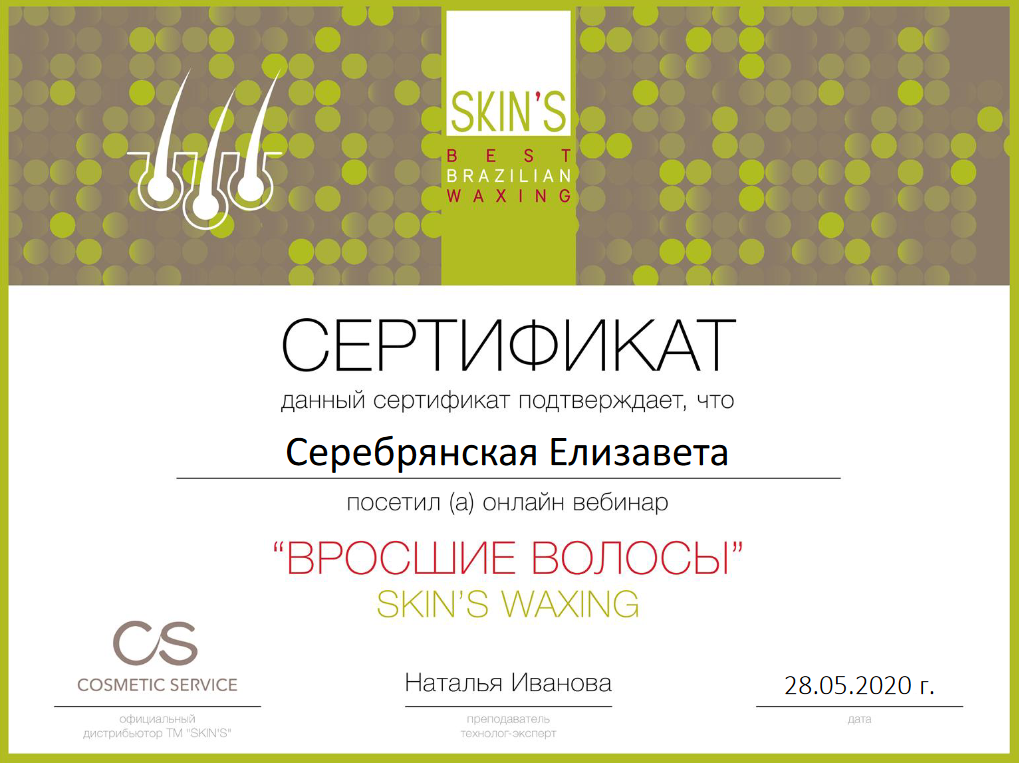 SKIN'S
BEST
BRAZILIAN
WAXING
СЕРТИФИКАТ
данный сертификат подтверждает, что
Серебрянская Елизавета
посетил (а) онлайн вебинар
“ВРОСШИЕ ВОЛОСЫ”
SKIN'S WAXING
CS
COSMETIC SERVICE
официальный
дистрибьютор ТМ "SKIN'S"
Наталья Иванова
преподаватель
технолог-эксперт
28.05.2020 г.
дата